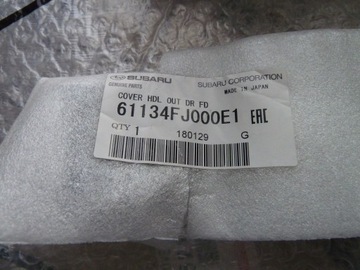 SUBARU SUBARU CORPORATION
GENUINE PARTS MADE IN JAPAN
COVER HDL OUT DR FD
61134FJ000E1 EAC
QTY 1 180129 G